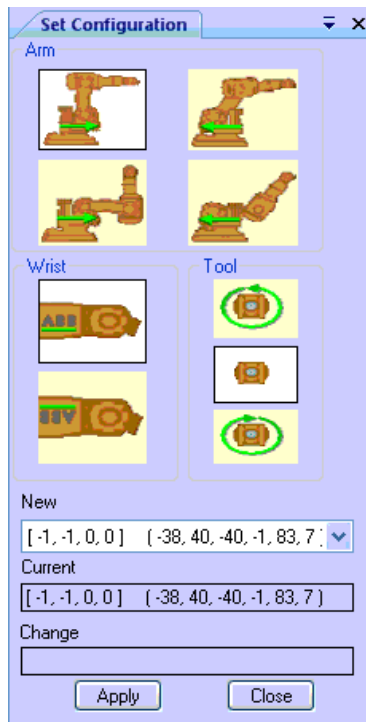 Set Configuration
Arm
Wrist
Tool
ABB
ABB
New
[ -1, -1, 0, 0 ] ( -38, 40, -40, -1, 83, 7 )
Current
[ -1, -1, 0, 0 ] ( -38, 40, -40, -1, 83, 7 )
Change
Apply
Close